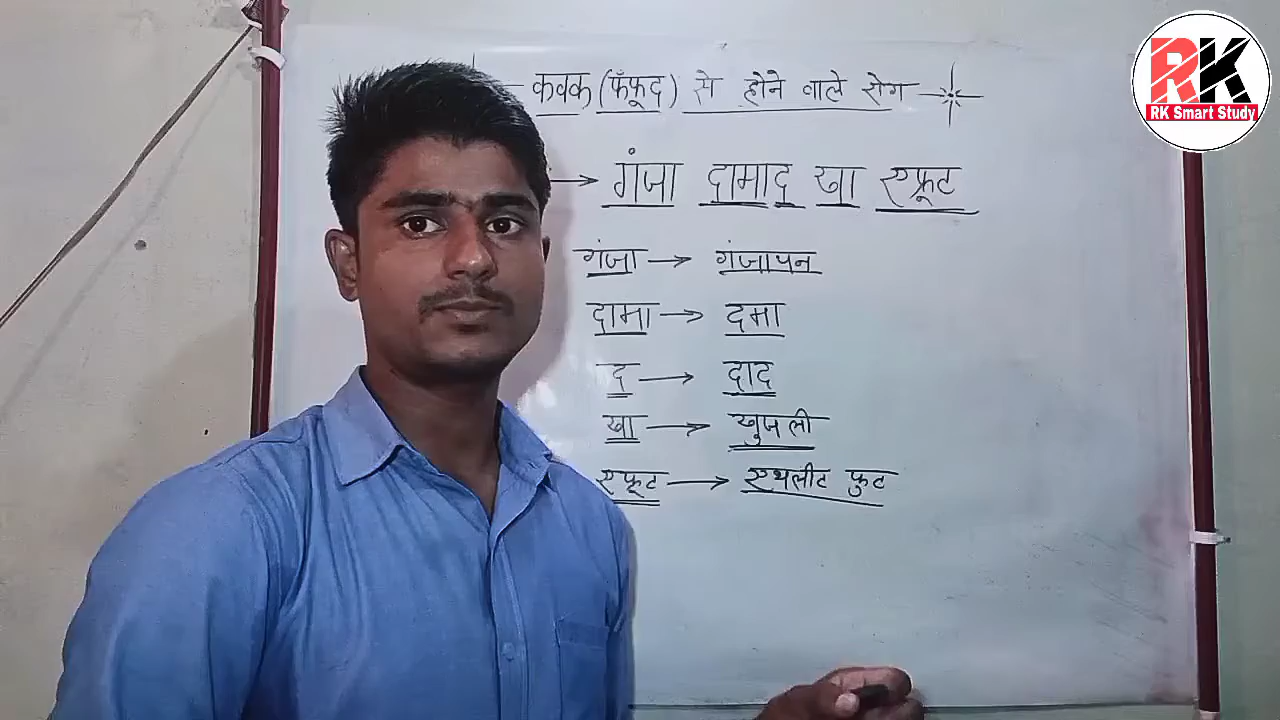 कवक (फँफूद) से होने वाले रोग
→ गंजा दामाद खा एफ्रूट
गंजा → गंजापन
दामा → दमा
द → दाद
खा → खुजली
एफूट → एथलीट फुट
RK
RK Smart Study